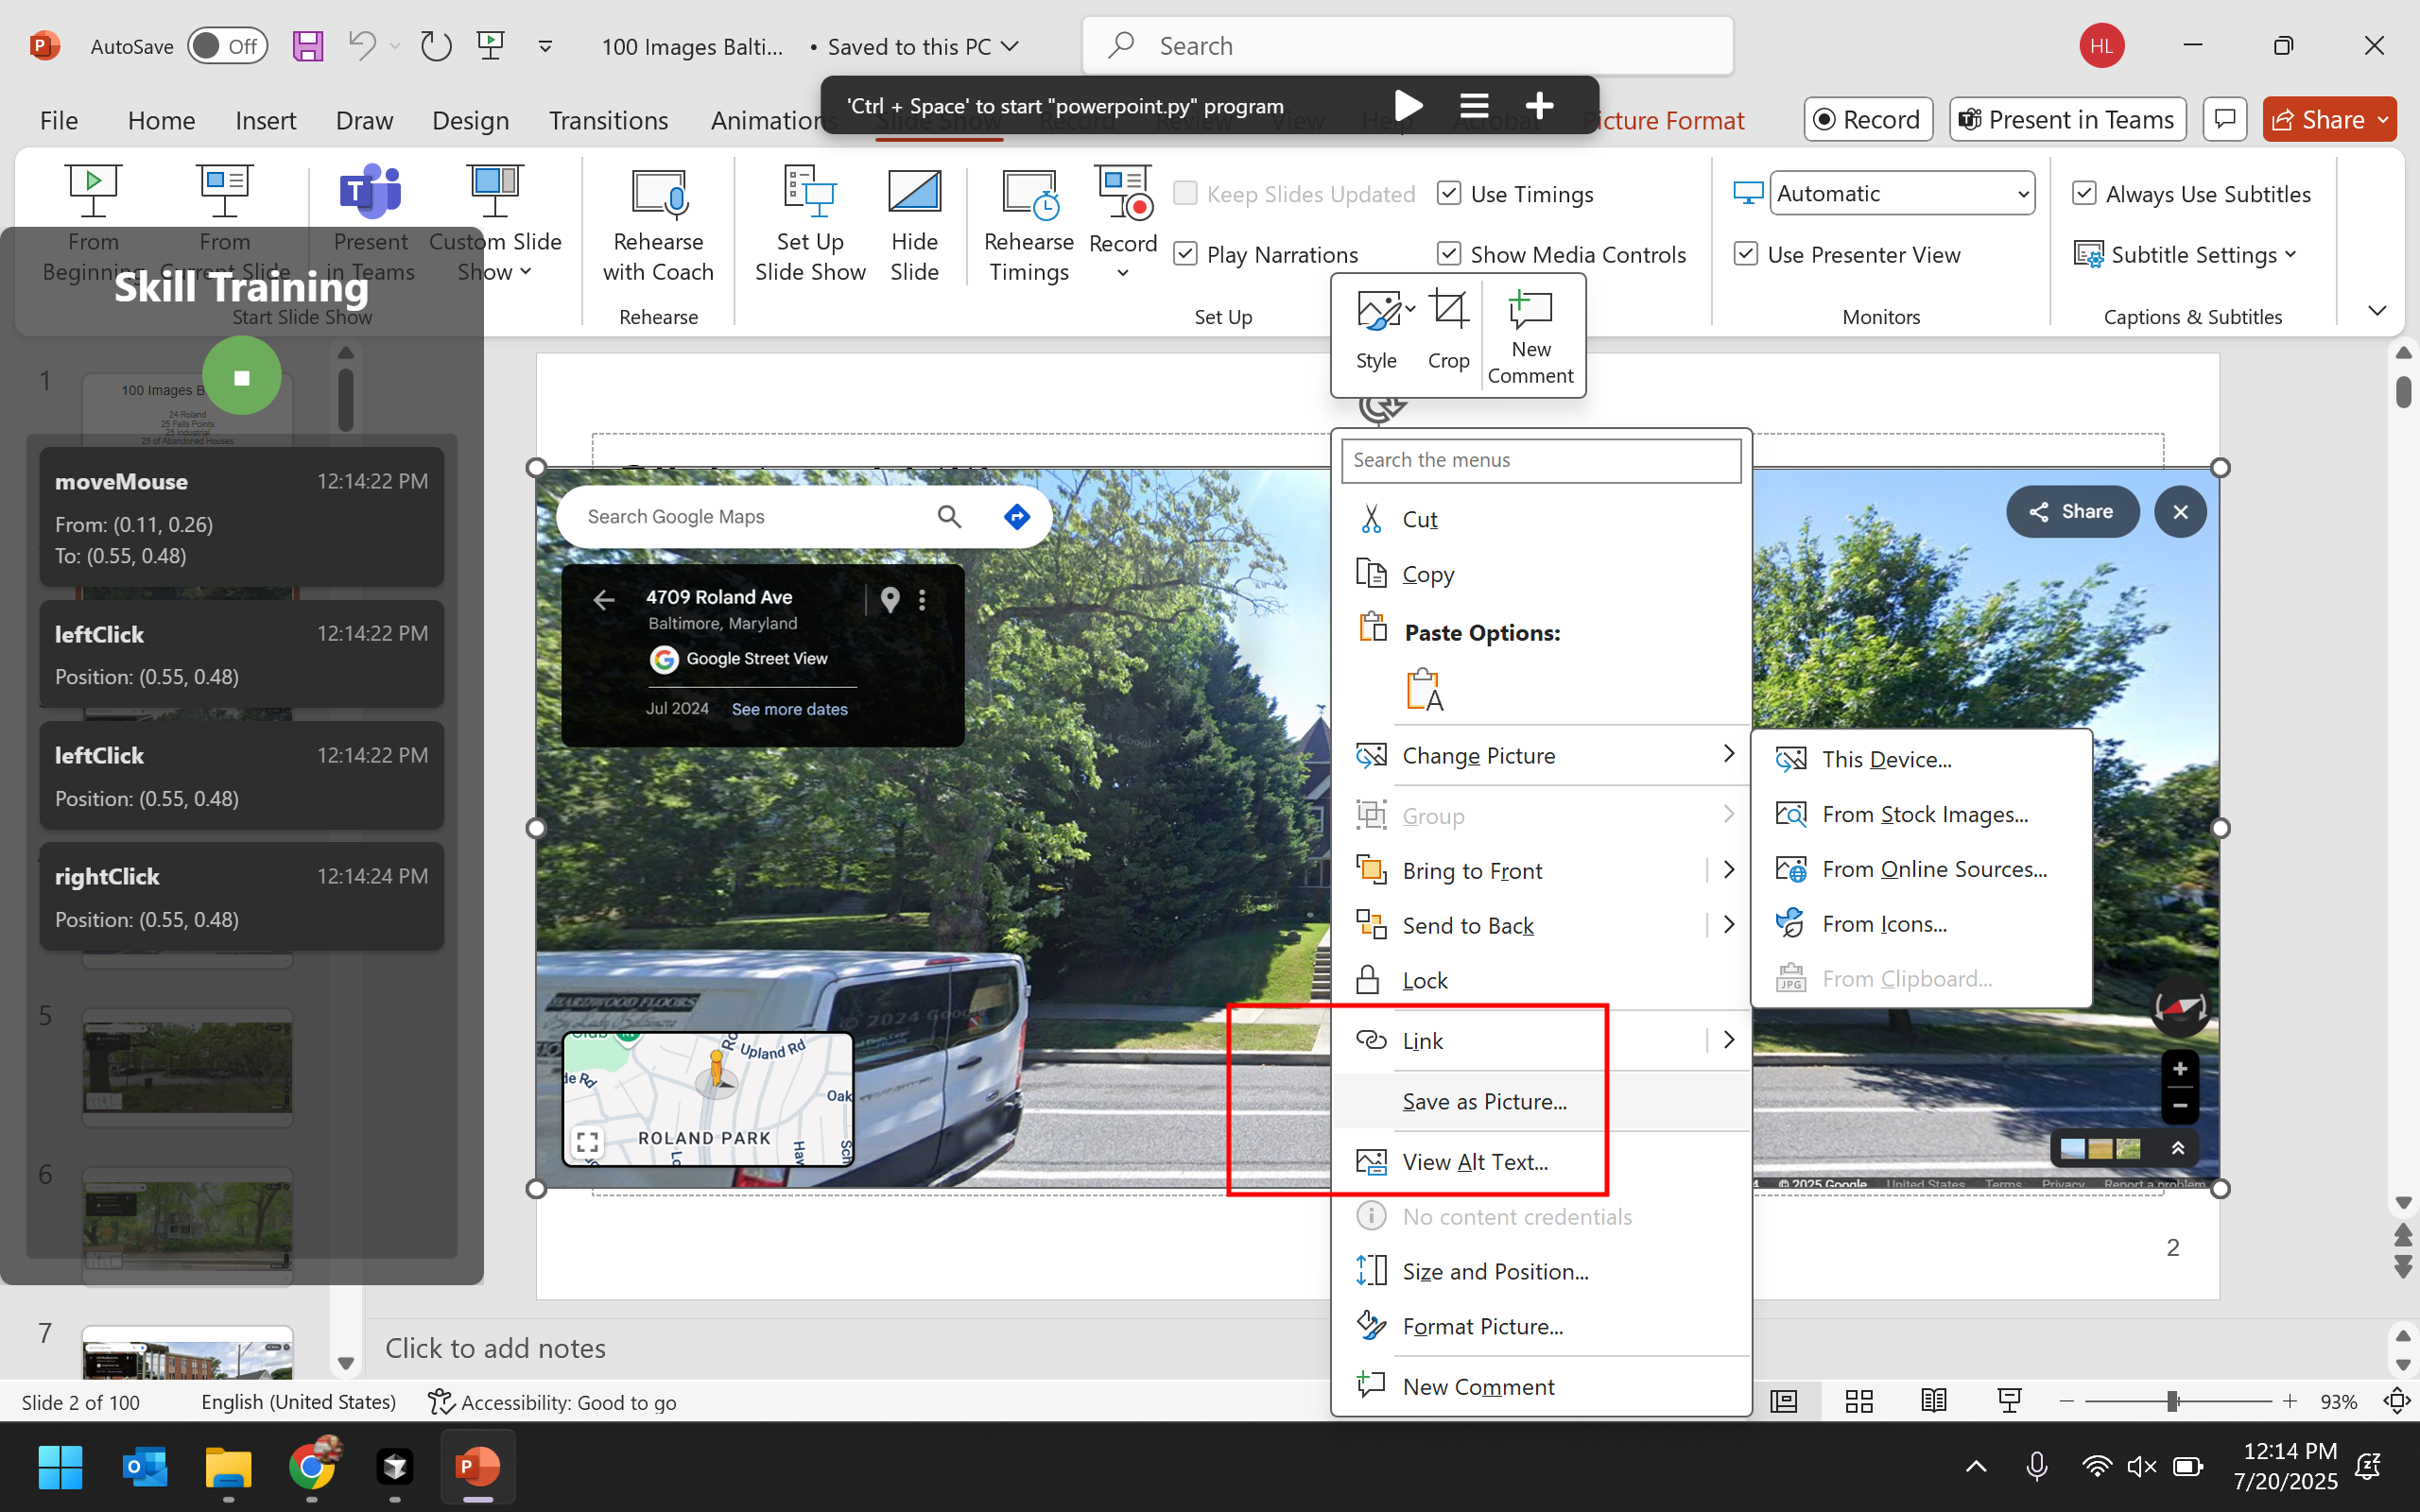 AutoSave
Off
100 Images Balti... • Saved to this PC
Search
HL
'Ctrl + Space' to start "powerpoint.py" program
File
Home
Insert
Draw
Design
Transitions
Animations
Slide Show
Record
Review
View
Help
Acrobat
Picture Format
Record
Present in Teams
Share
From Beginning
From Current Slide
Present in Teams
Custom Slide Show
Start Slide Show
Rehearse with Coach
Rehearse
Set Up Slide Show
Hide Slide
Rehearse Timings
Record
Keep Slides Updated
Use Timings
Play Narrations
Show Media Controls
Set Up
Automatic
Use Presenter View
Monitors
Always Use Subtitles
Subtitle Settings
Captions & Subtitles
Skill Training
1
100 Images B
24 Roland
25 Fells Points
25 Industrial
25 of Abandoned Houses
moveMouse
12:14:22 PM
From: (0.11, 0.26)
To: (0.55, 0.48)
leftClick
12:14:22 PM
Position: (0.55, 0.48)
leftClick
12:14:22 PM
Position: (0.55, 0.48)
rightClick
12:14:24 PM
Position: (0.55, 0.48)
5
6
7
Style
Crop
New Comment
Search the menus
Cut
Copy
Paste Options:
A
Change Picture
Group
Bring to Front
Send to Back
Lock
Link
Save as Picture...
View Alt Text...
No content credentials
Size and Position...
Format Picture...
New Comment
This Device...
From Stock Images...
From Online Sources...
From Icons...
JPG
From Clipboard...
Search Google Maps
4709 Roland Ave
Baltimore, Maryland
Google Street View
Jul 2024
See more dates
Share
HARDWOOD FLOORS
© 2024 Google
Upland Rd
de Rd
Oak
ROLAND PARK
© 2025 Google
United States
Terms
Privacy
Report a problem
2
Click to add notes
Slide 2 of 100
English (United States)
Accessibility: Good to go
93%
12:14 PM
7/20/2025